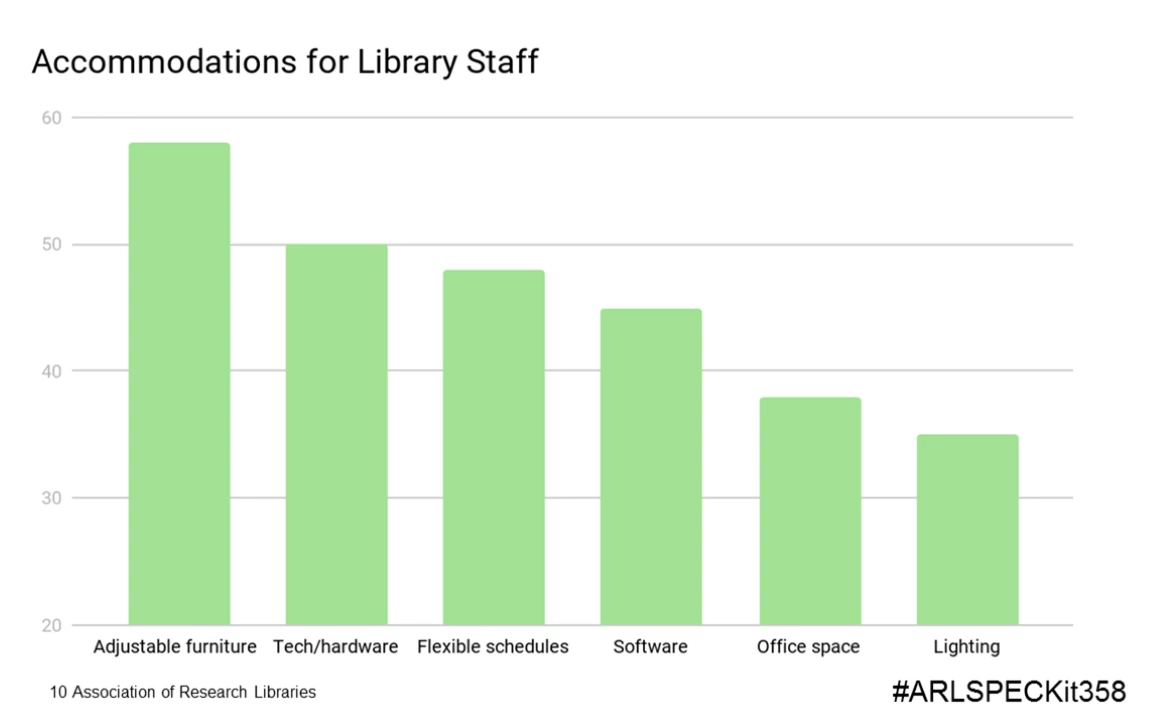 Accommodations for Library Staff
60
50
40
30
20
Adjustable furniture Tech/hardware Flexible schedules Software Office space Lighting
10 Association of Research Libraries
#ARLSPECKit358